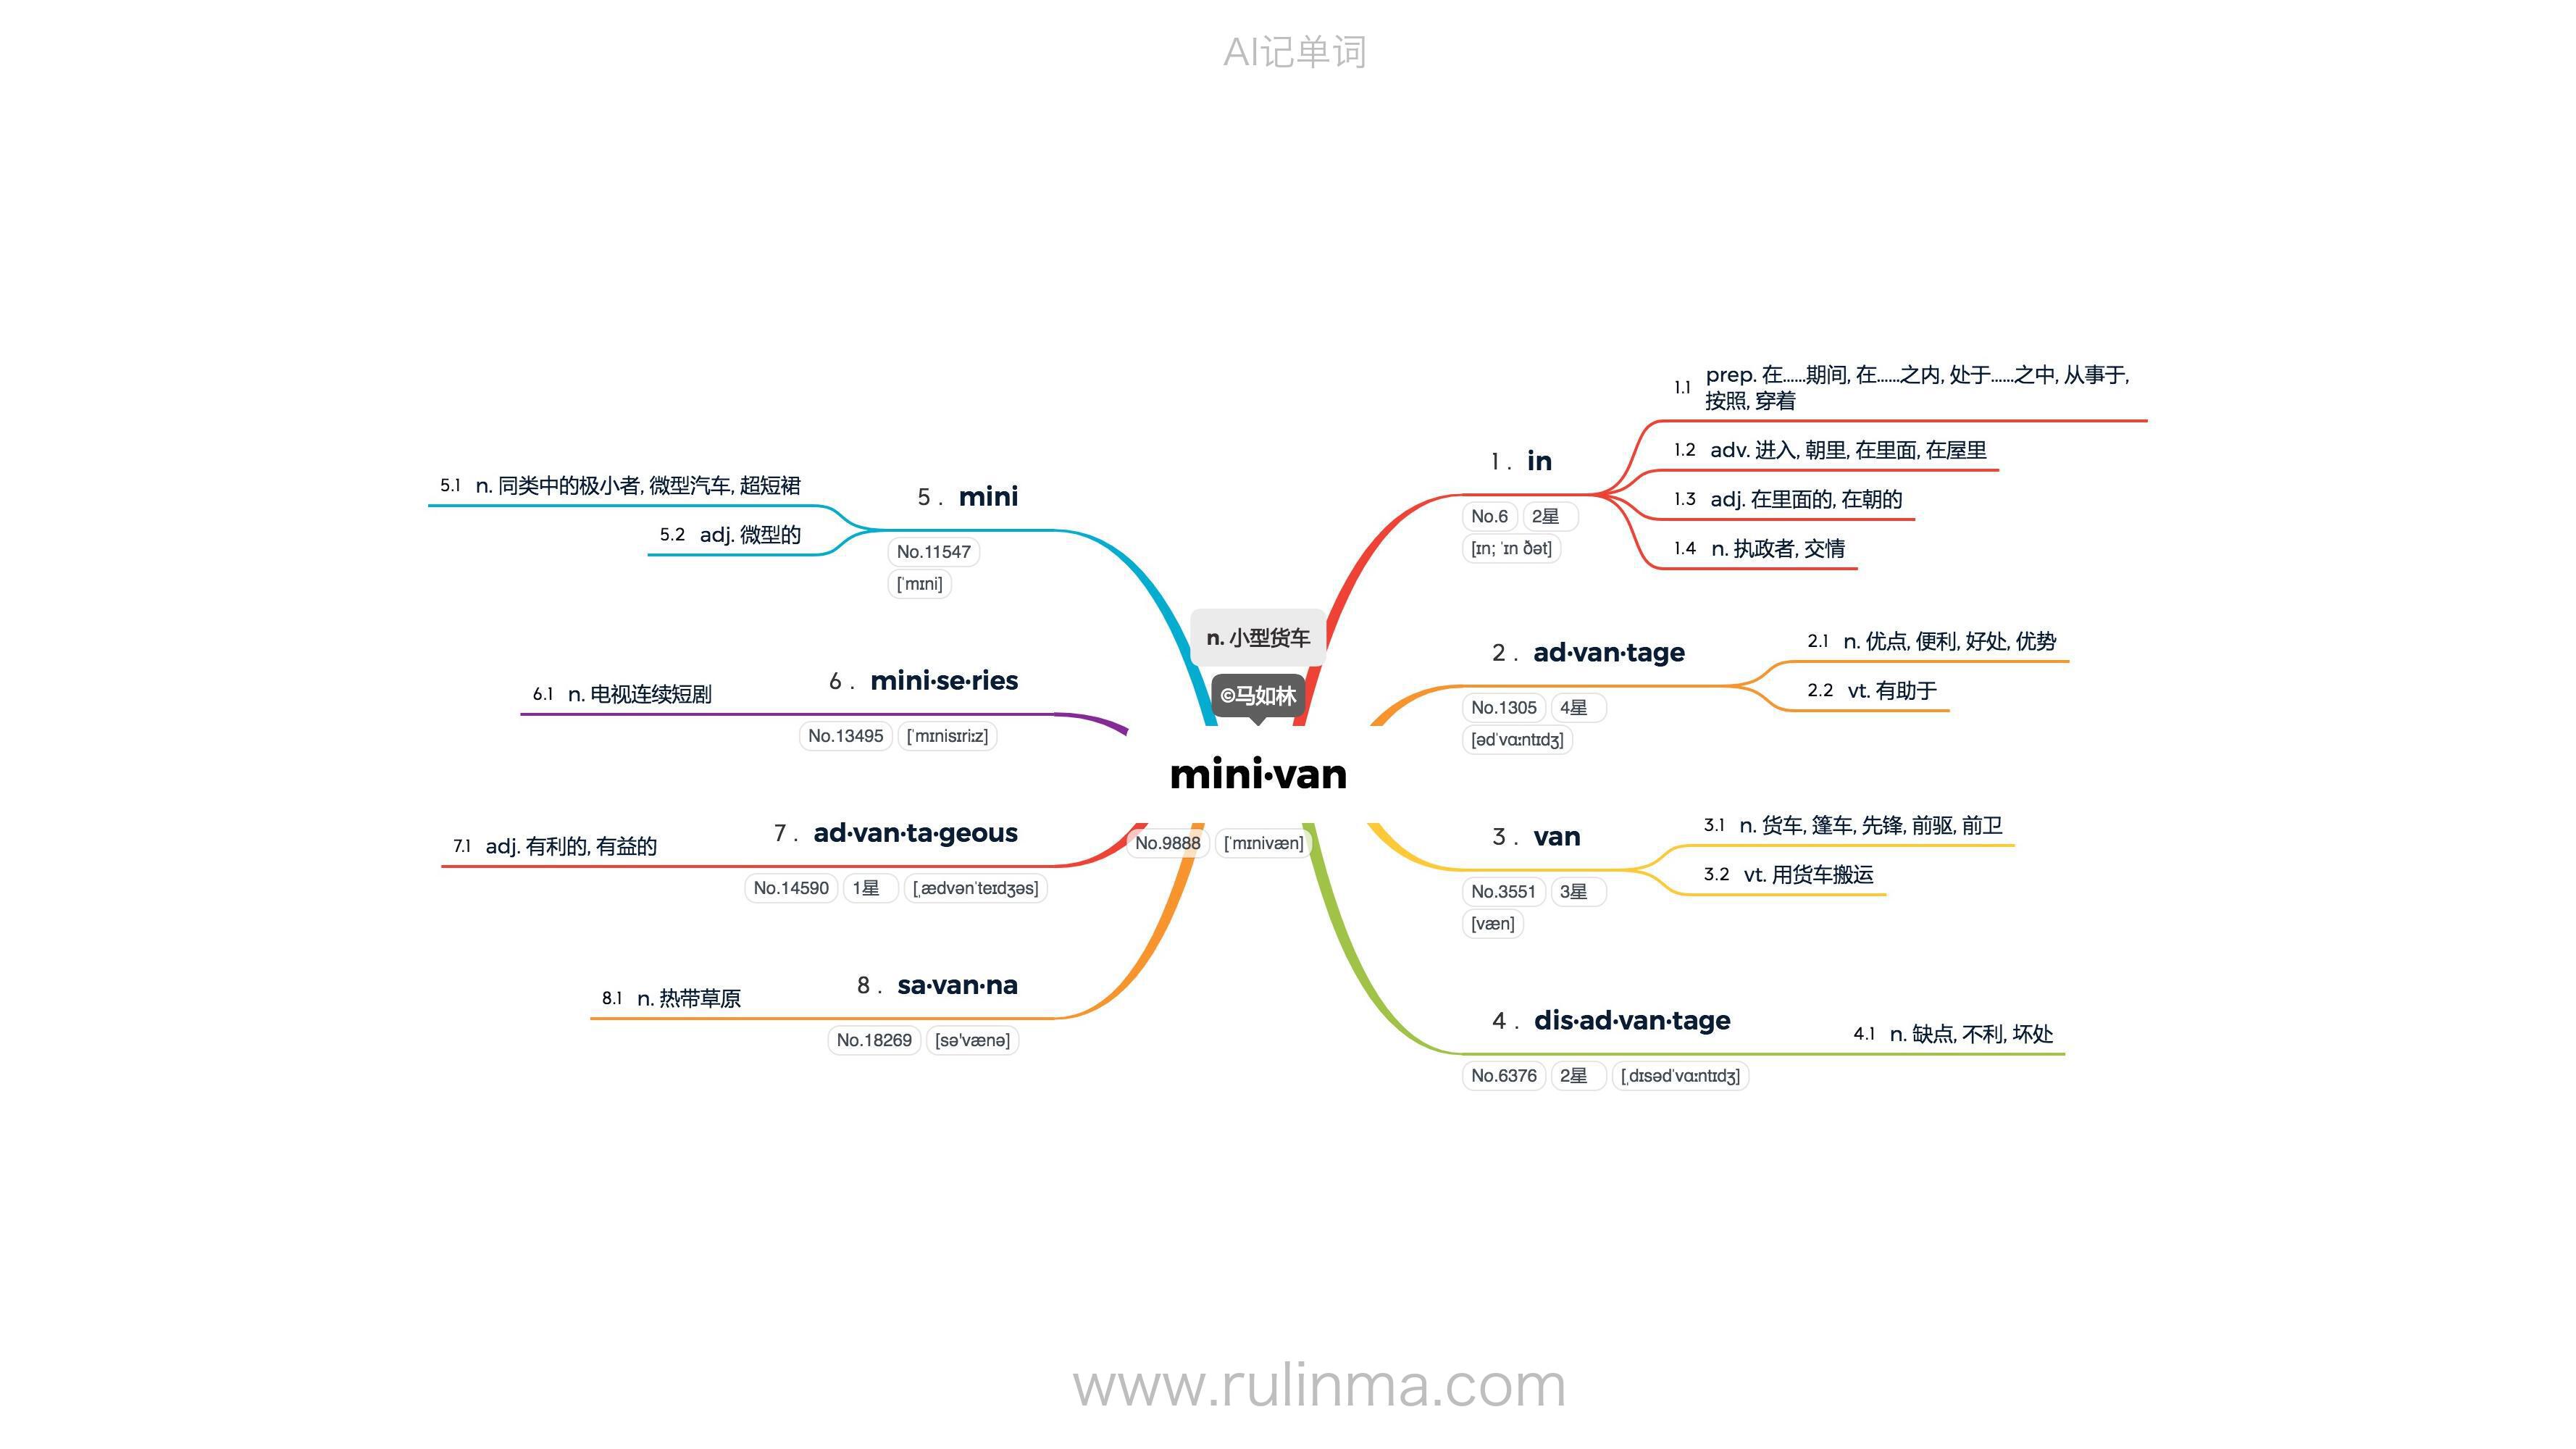 AI记单词
n. 小型货车
©马如林
mini·van
No.9888 [ˈmɪnivæn]
1 . in
No.6 2星
[ɪn; ˈɪn ðət]
1.1 prep. 在......期间, 在......之内, 处于......之中, 从事于,
按照, 穿着
1.2 adv. 进入, 朝里, 在里面, 在屋里
1.3 adj. 在里面的, 在朝的
1.4 n. 执政者, 交情
2 . ad·van·tage
No.1305 4星
[ədˈvɑːntɪdʒ]
2.1 n. 优点, 便利, 好处, 优势
2.2 vt. 有助于
3 . van
No.3551 3星
[væn]
3.1 n. 货车, 篷车, 先锋, 前驱, 前卫
3.2 vt. 用货车搬运
4 . dis·ad·van·tage
No.6376 2星 [ˌdɪsədˈvɑːntɪdʒ]
4.1 n. 缺点, 不利, 坏处
5 . mini
No.11547
[ˈmɪni]
5.1 n. 同类中的极小者, 微型汽车, 超短裙
5.2 adj. 微型的
6 . mini·se·ries
No.13495 [ˈmɪnisɪriːz]
6.1 n. 电视连续短剧
7 . ad·van·ta·geous
No.14590 1星 [ˌædvənˈteɪdʒəs]
7.1 adj. 有利的, 有益的
8 . sa·van·na
No.18269 [sə'vænə]
8.1 n. 热带草原
www.rulinma.com